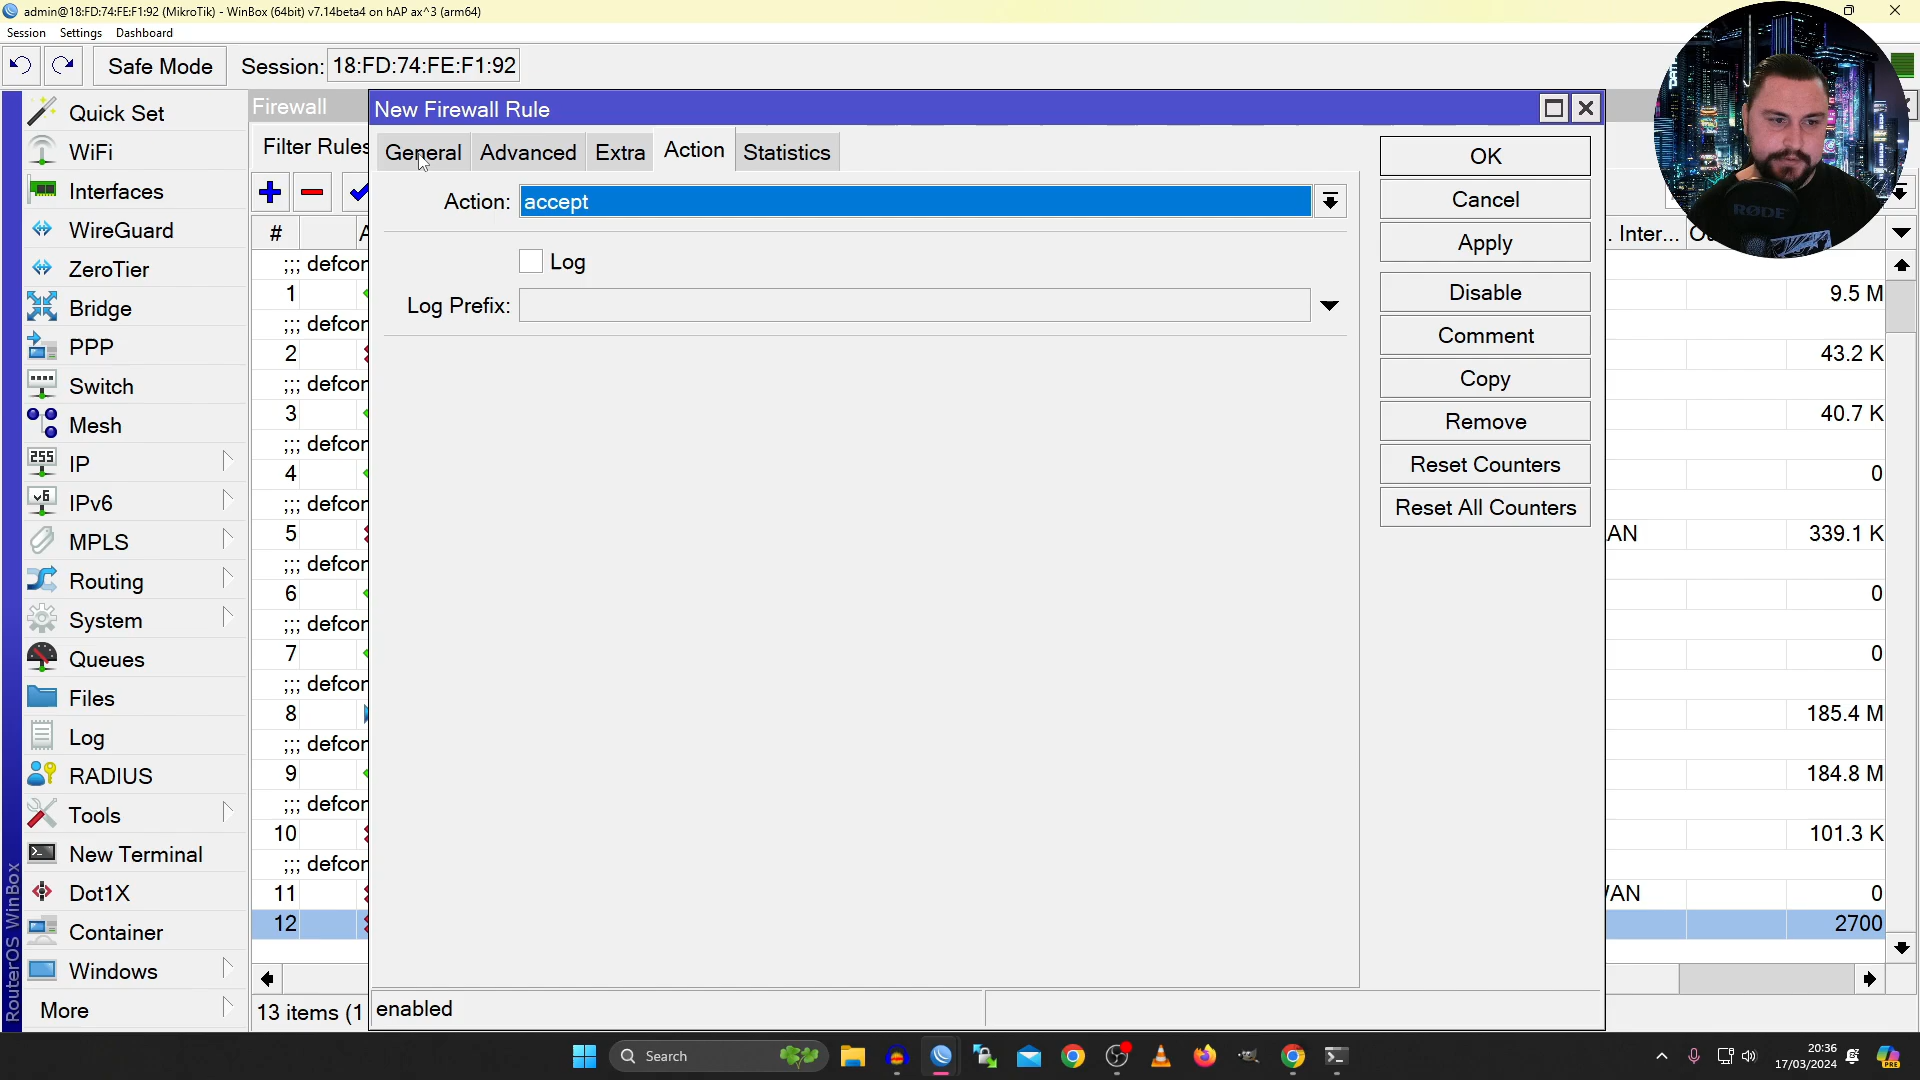 admin@18:FD:74:FE:F1:92 (MikroTik) - WinBox (64bit) v7.14beta4 on hAP ax^3 (arm64)
Session Settings Dashboard
Safe Mode Session: 18:FD:74:FE:F1:92
Quick Set
WiFi
Interfaces
WireGuard
ZeroTier
Bridge
PPP
Switch
Mesh
IP
IPv6
MPLS
Routing
System
Queues
Files
Log
RADIUS
Tools
New Terminal
Dot1X
Container
Windows
More
RouterOS WinBox
Firewall
Filter Rules
#
;;; defcon
1 9.5 M
;;; defcon
2 43.2 K
;;; defcon
3 40.7 K
;;; defcon
4 0
;;; defcon
5 AN 339.1 K
;;; defcon
6 0
;;; defcon
7 0
;;; defcon
8 185.4 M
;;; defcon
9 184.8 M
;;; defcon
10 101.3 K
;;; defcon
11 AN 0
12 2700
13 items (1
New Firewall Rule
General Advanced Extra Action Statistics
Action: accept
Log
Log Prefix:
OK
Cancel
Apply
Disable
Comment
Copy
Remove
Reset Counters
Reset All Counters
enabled
. Inter...
RØDE
Search
20:36
17/03/2024
PRE